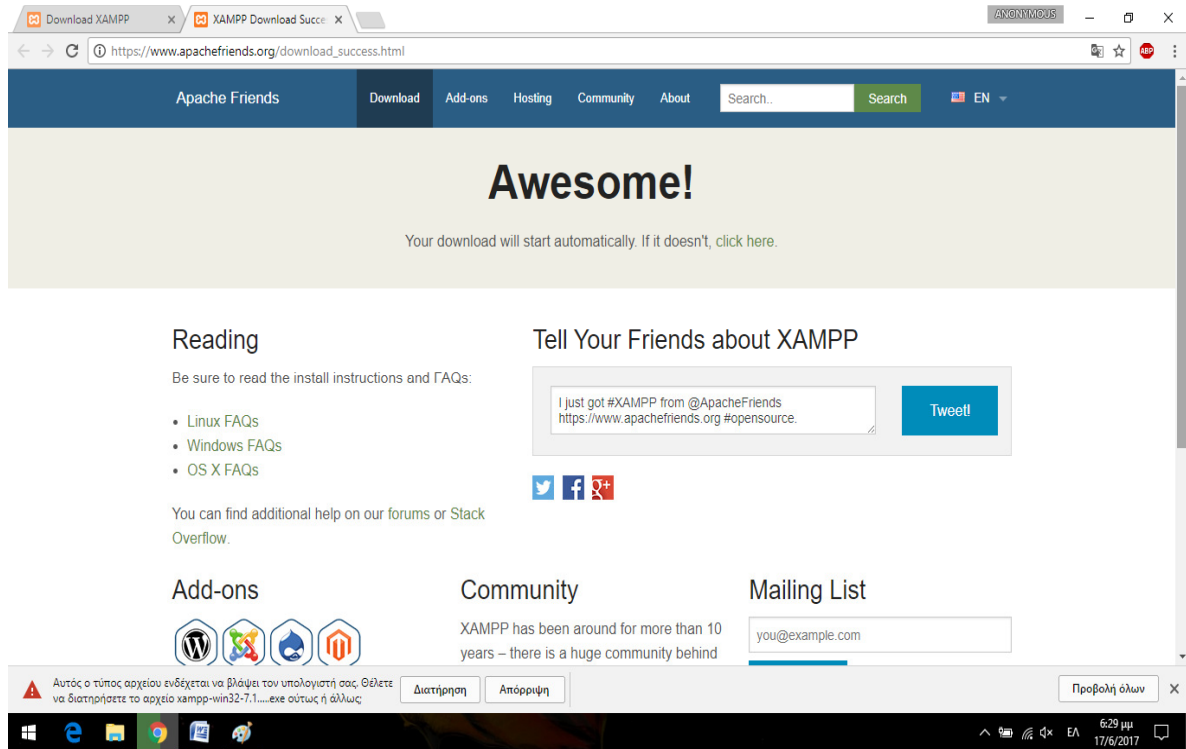 Download XAMPP
XAMPP Download Succe
ANONYMOUS
https://www.apachefriends.org/download_success.html
ABP
Apache Friends
Download
Add-ons
Hosting
Community
About
Search..
Search
EN
Awesome!
Your download will start automatically. If it doesn't, click here.
Reading
Be sure to read the install instructions and FAQs:
• Linux FAQs
• Windows FAQs
• OS X FAQs
You can find additional help on our forums or Stack
Overflow.
Tell Your Friends about XAMPP
I just got #XAMPP from @ApacheFriends
https://www.apachefriends.org #opensource.
Tweet!
Add-ons
Community
XAMPP has been around for more than 10
years – there is a huge community behind
Mailing List
you@example.com
Αυτός ο τύπος αρχείου ενδέχεται να βλάψει τον υπολογιστή σας. Θέλετε
να διατηρήσετε το αρχείο xampp-win32-7.1.....exe ούτως ή άλλως;
Διατήρηση
Απόρριψη
Προβολή όλων
ΕΛ
6:29 μμ
17/6/2017